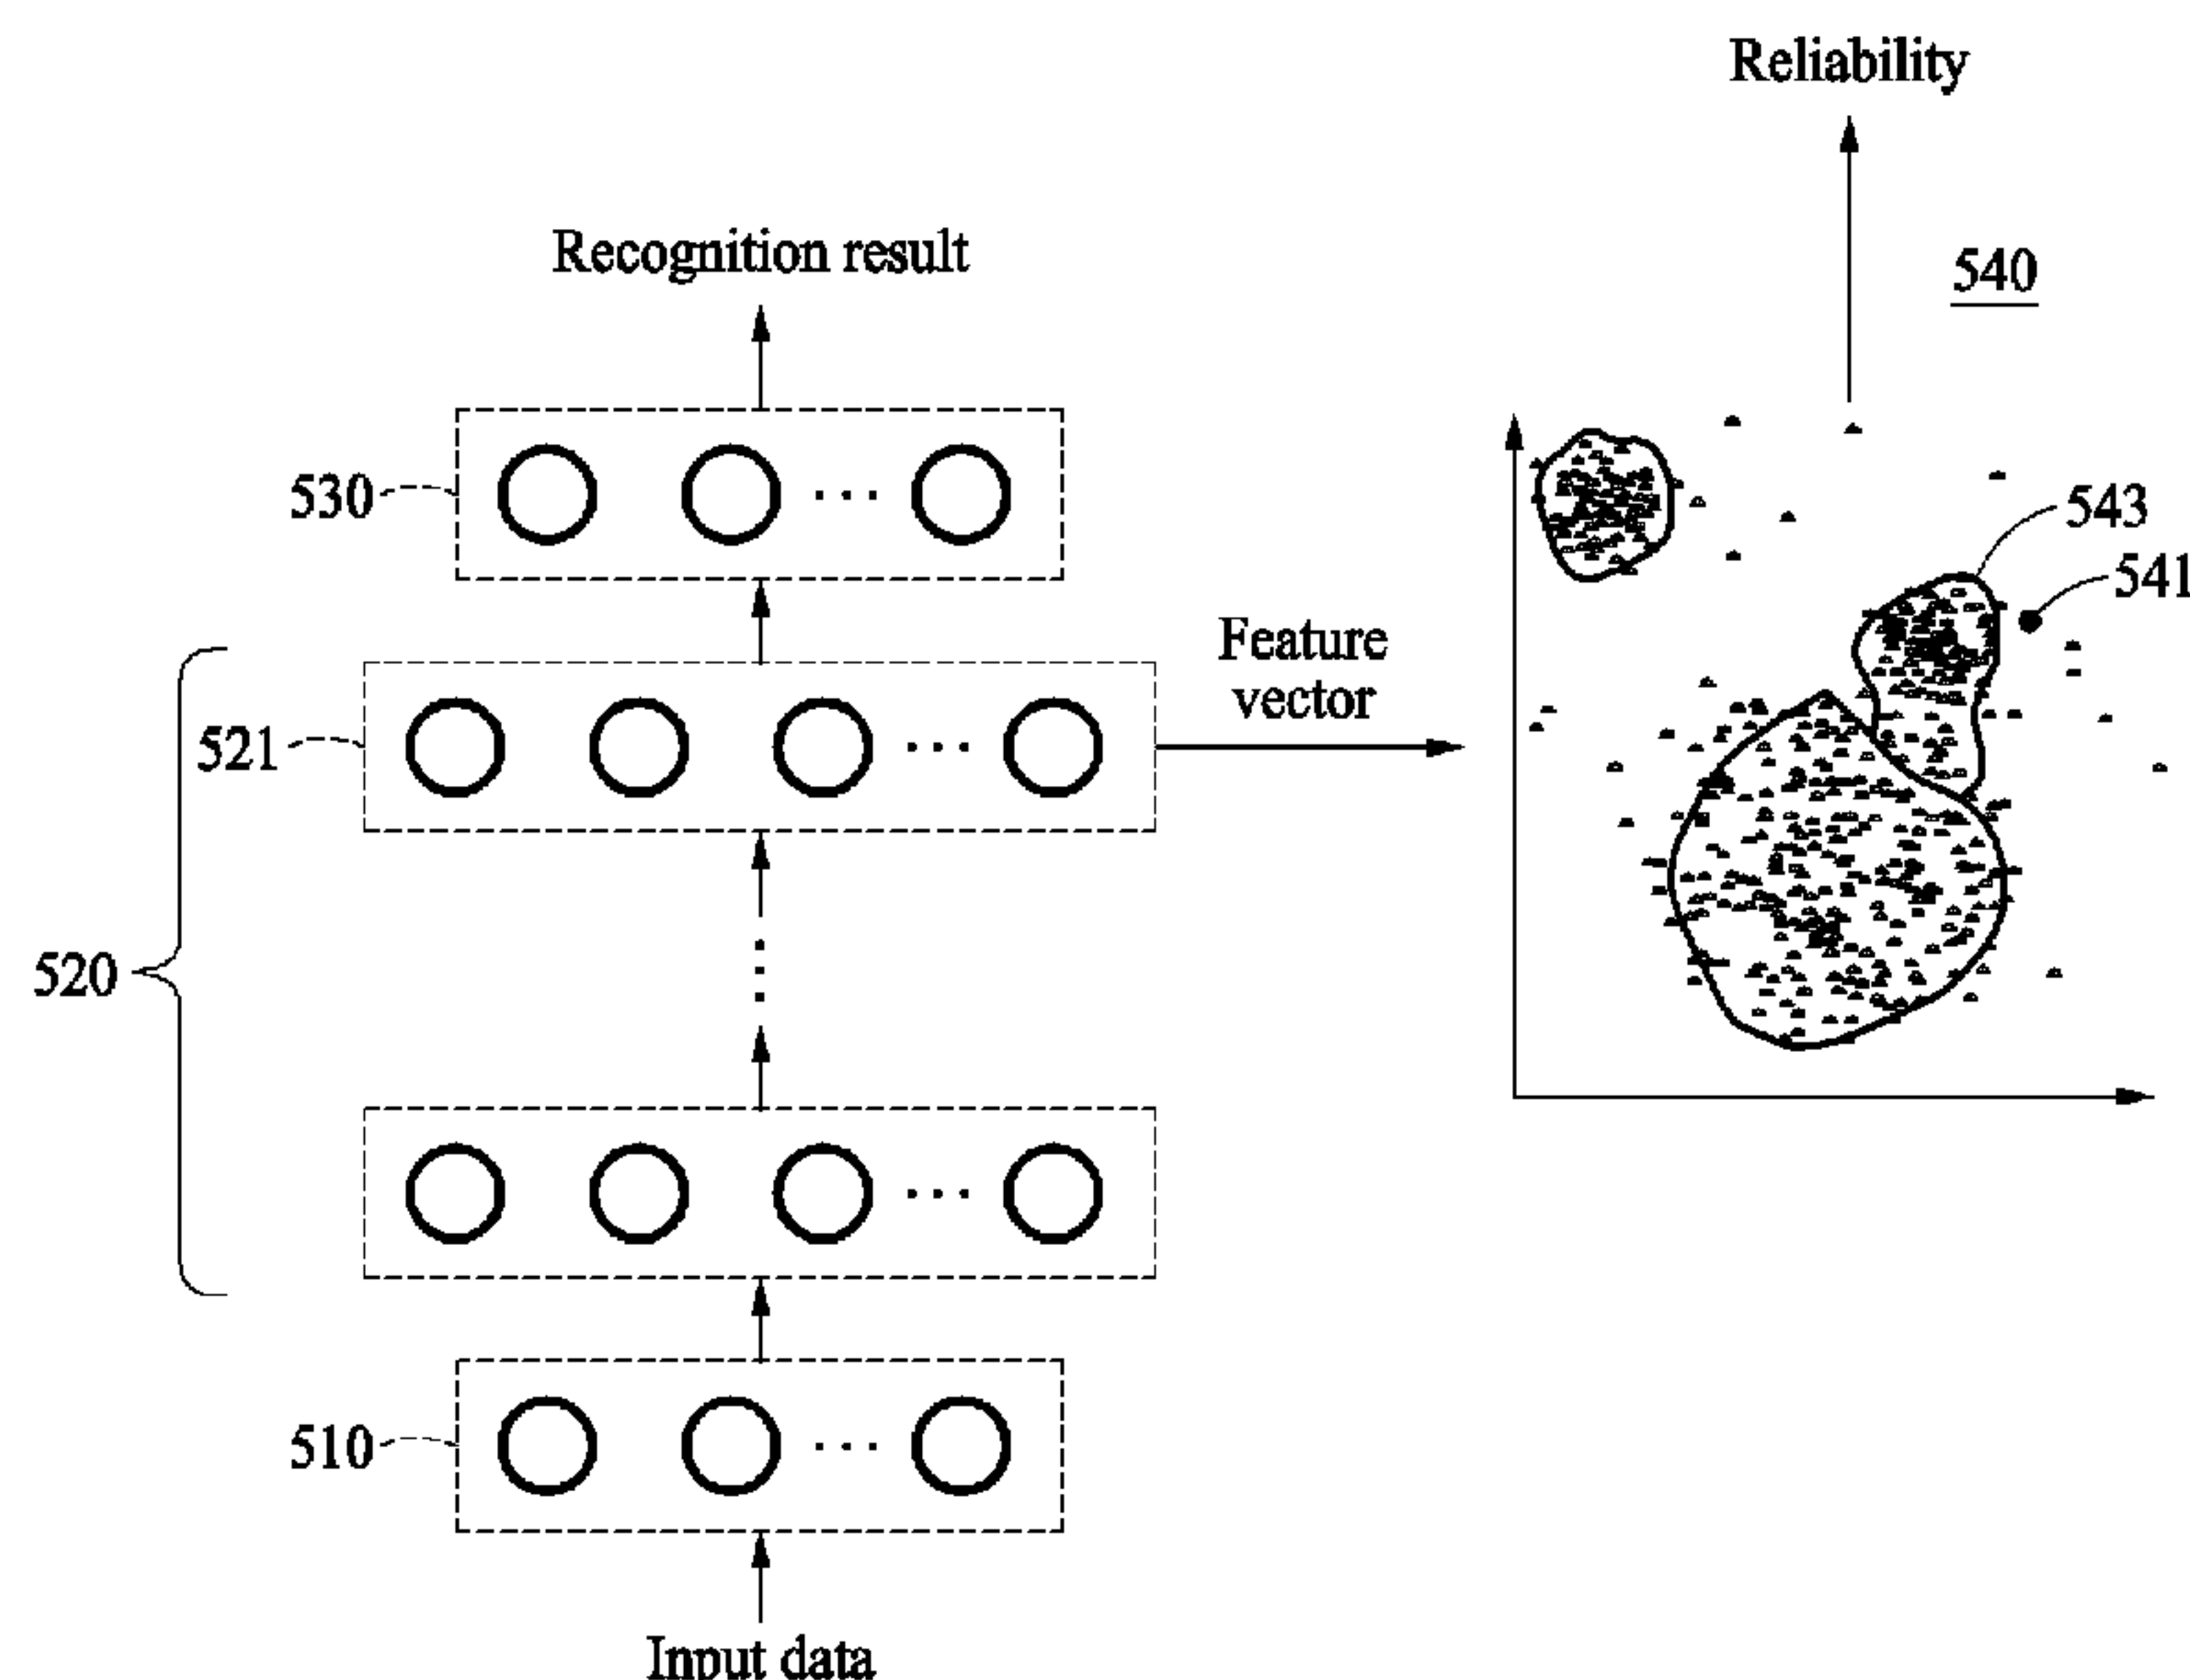 Reliability
540
Recognition result
530
543
541
Feature
vector
521
520
510
Input data